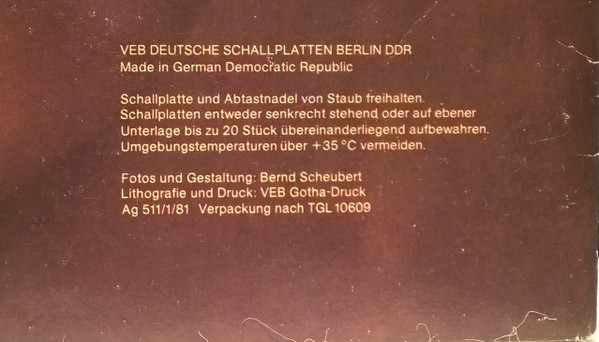 VEB DEUTSCHE SCHALLPLATTEN BERLIN DDR
Made in German Democratic Republic
Schallplatte und Abtastnadel von Staub freihalten.
Schallplatten entweder senkrecht stehend oder auf ebener
Unterlage bis zu 20 Stück übereinanderliegend aufbewahren.
Umgebungstemperaturen über +35 °C vermeiden.
Fotos und Gestaltung: Bernd Scheubert
Lithografie und Druck: VEB Gotha-Druck
Ag 511/1/81 Verpackung nach TGL 10609